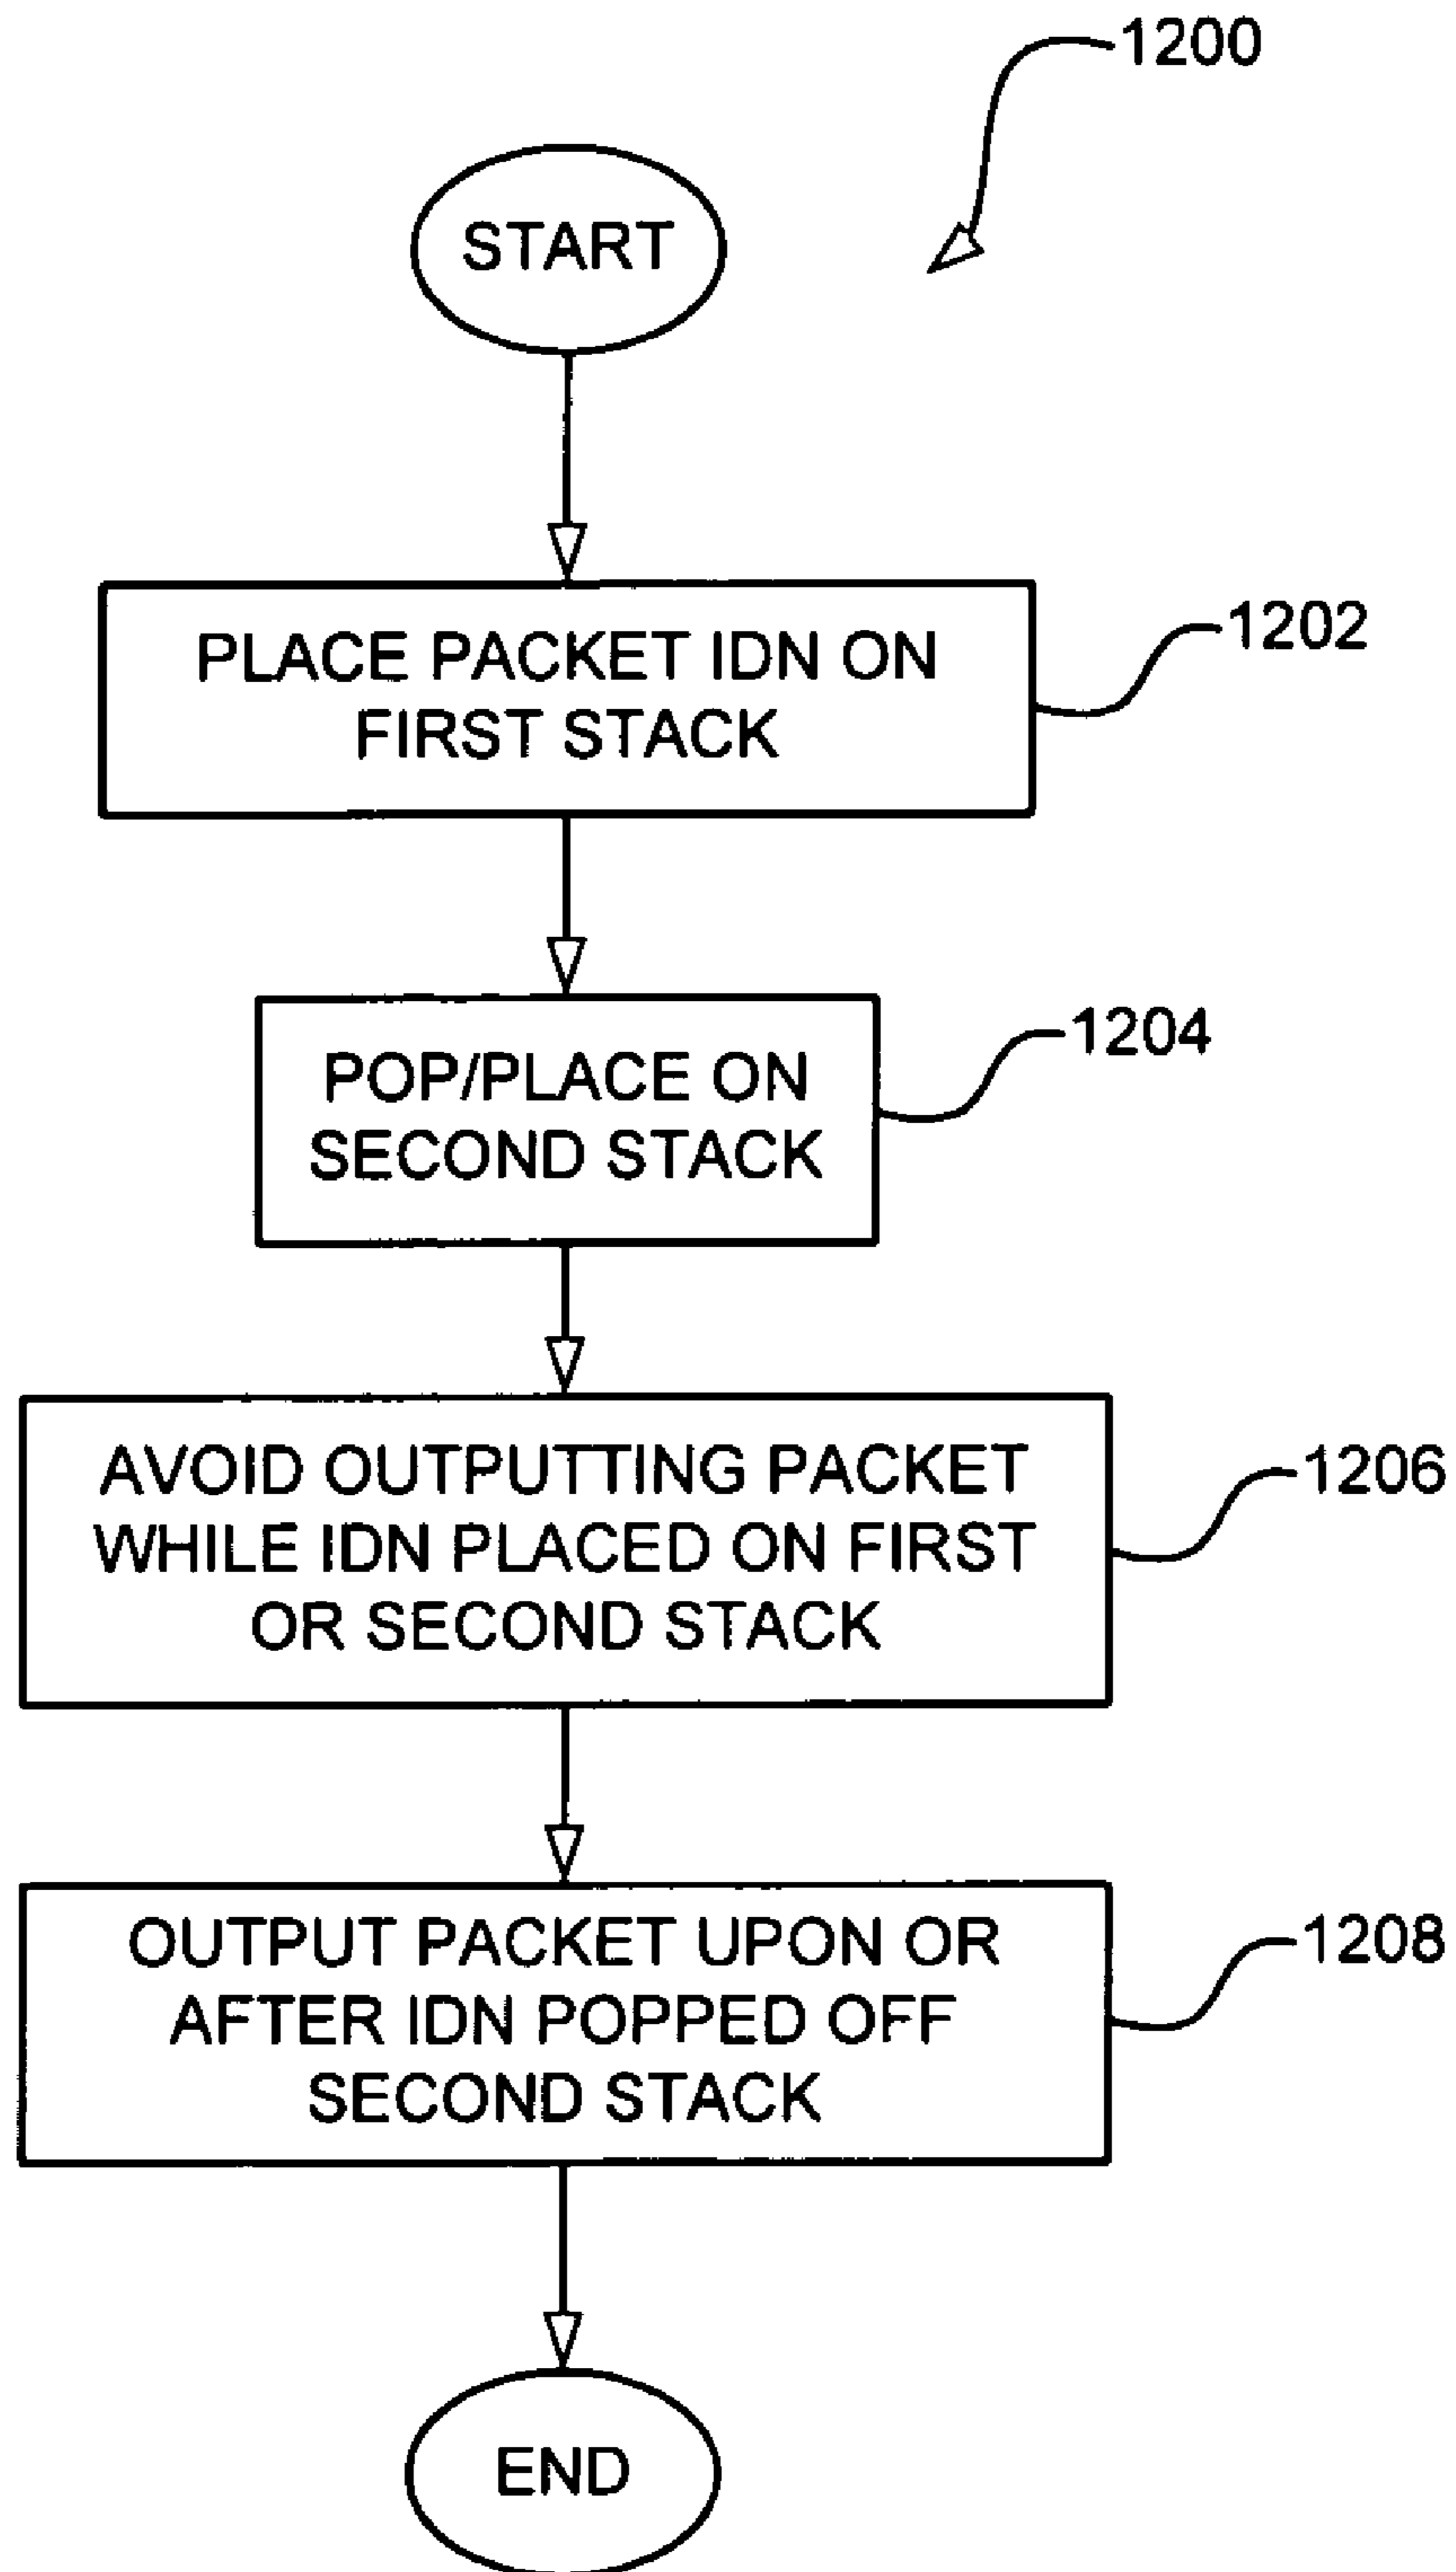 1200
START
PLACE PACKET IDN ON
FIRST STACK
1202
POP/PLACE ON
SECOND STACK
1204
AVOID OUTPUTTING PACKET
WHILE IDN PLACED ON FIRST
OR SECOND STACK
1206
OUTPUT PACKET UPON OR
AFTER IDN POPPED OFF
SECOND STACK
1208
END